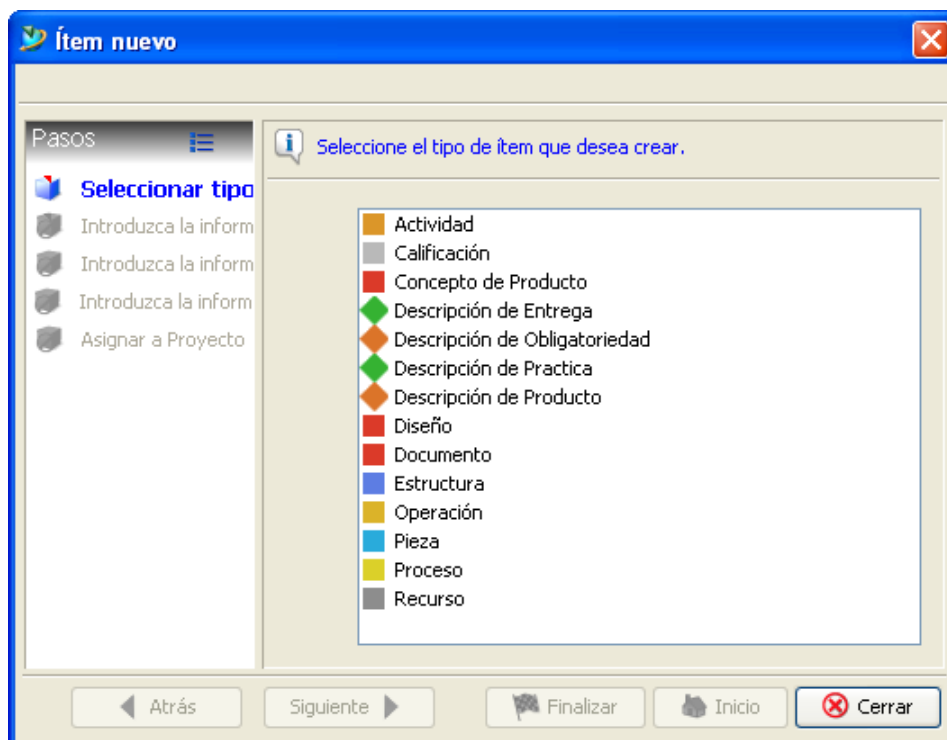 Ítem nuevo
Pasos
Seleccionar tipo
Introduzca la inform
Introduzca la inform
Introduzca la inform
Asignar a Proyecto
Seleccione el tipo de ítem que desea crear.
Actividad
Calificación
Concepto de Producto
Descripción de Entrega
Descripción de Obligatoriedad
Descripción de Practica
Descripción de Producto
Diseño
Documento
Estructura
Operación
Pieza
Proceso
Recurso
Atrás Siguiente Finalizar Inicio Cerrar